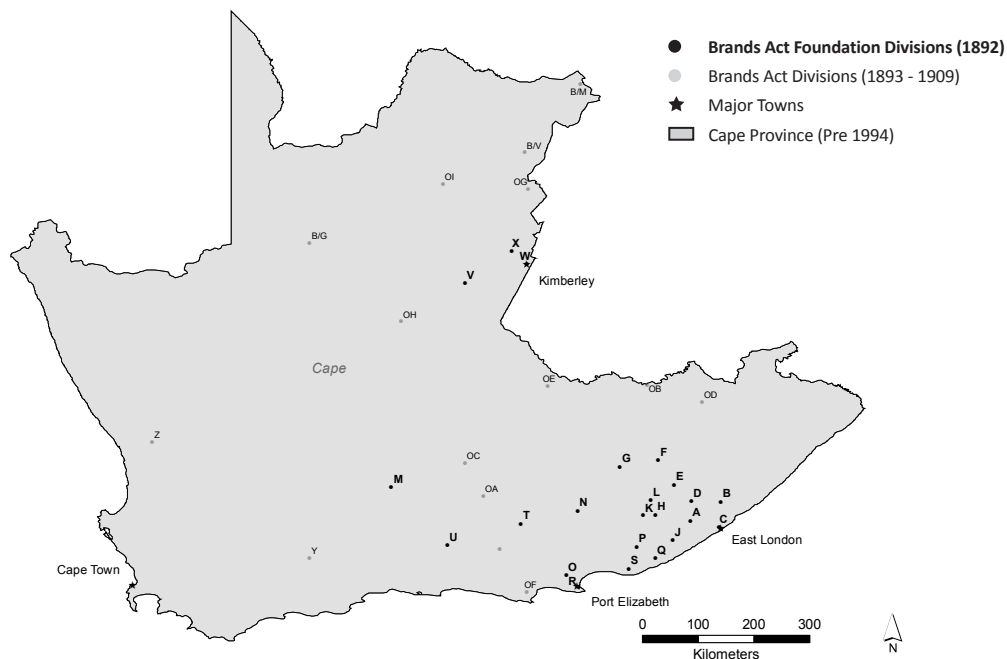 Brands Act Foundation Divisions (1892)
Brands Act Divisions (1893 - 1909)
Major Towns
Cape Province (Pre 1994)
B/M
B/V
OI
OG
B/G
X
W
Kimberley
V
OH
Cape
OE
OB
OD
Z
OC
G
F
M
OA
E
L
D
B
N
K
H
A
T
C
East London
U
J
P
Y
Q
Cape Town
O
S
R
OF
Port Elizabeth
0 100 200 300
Kilometers
N